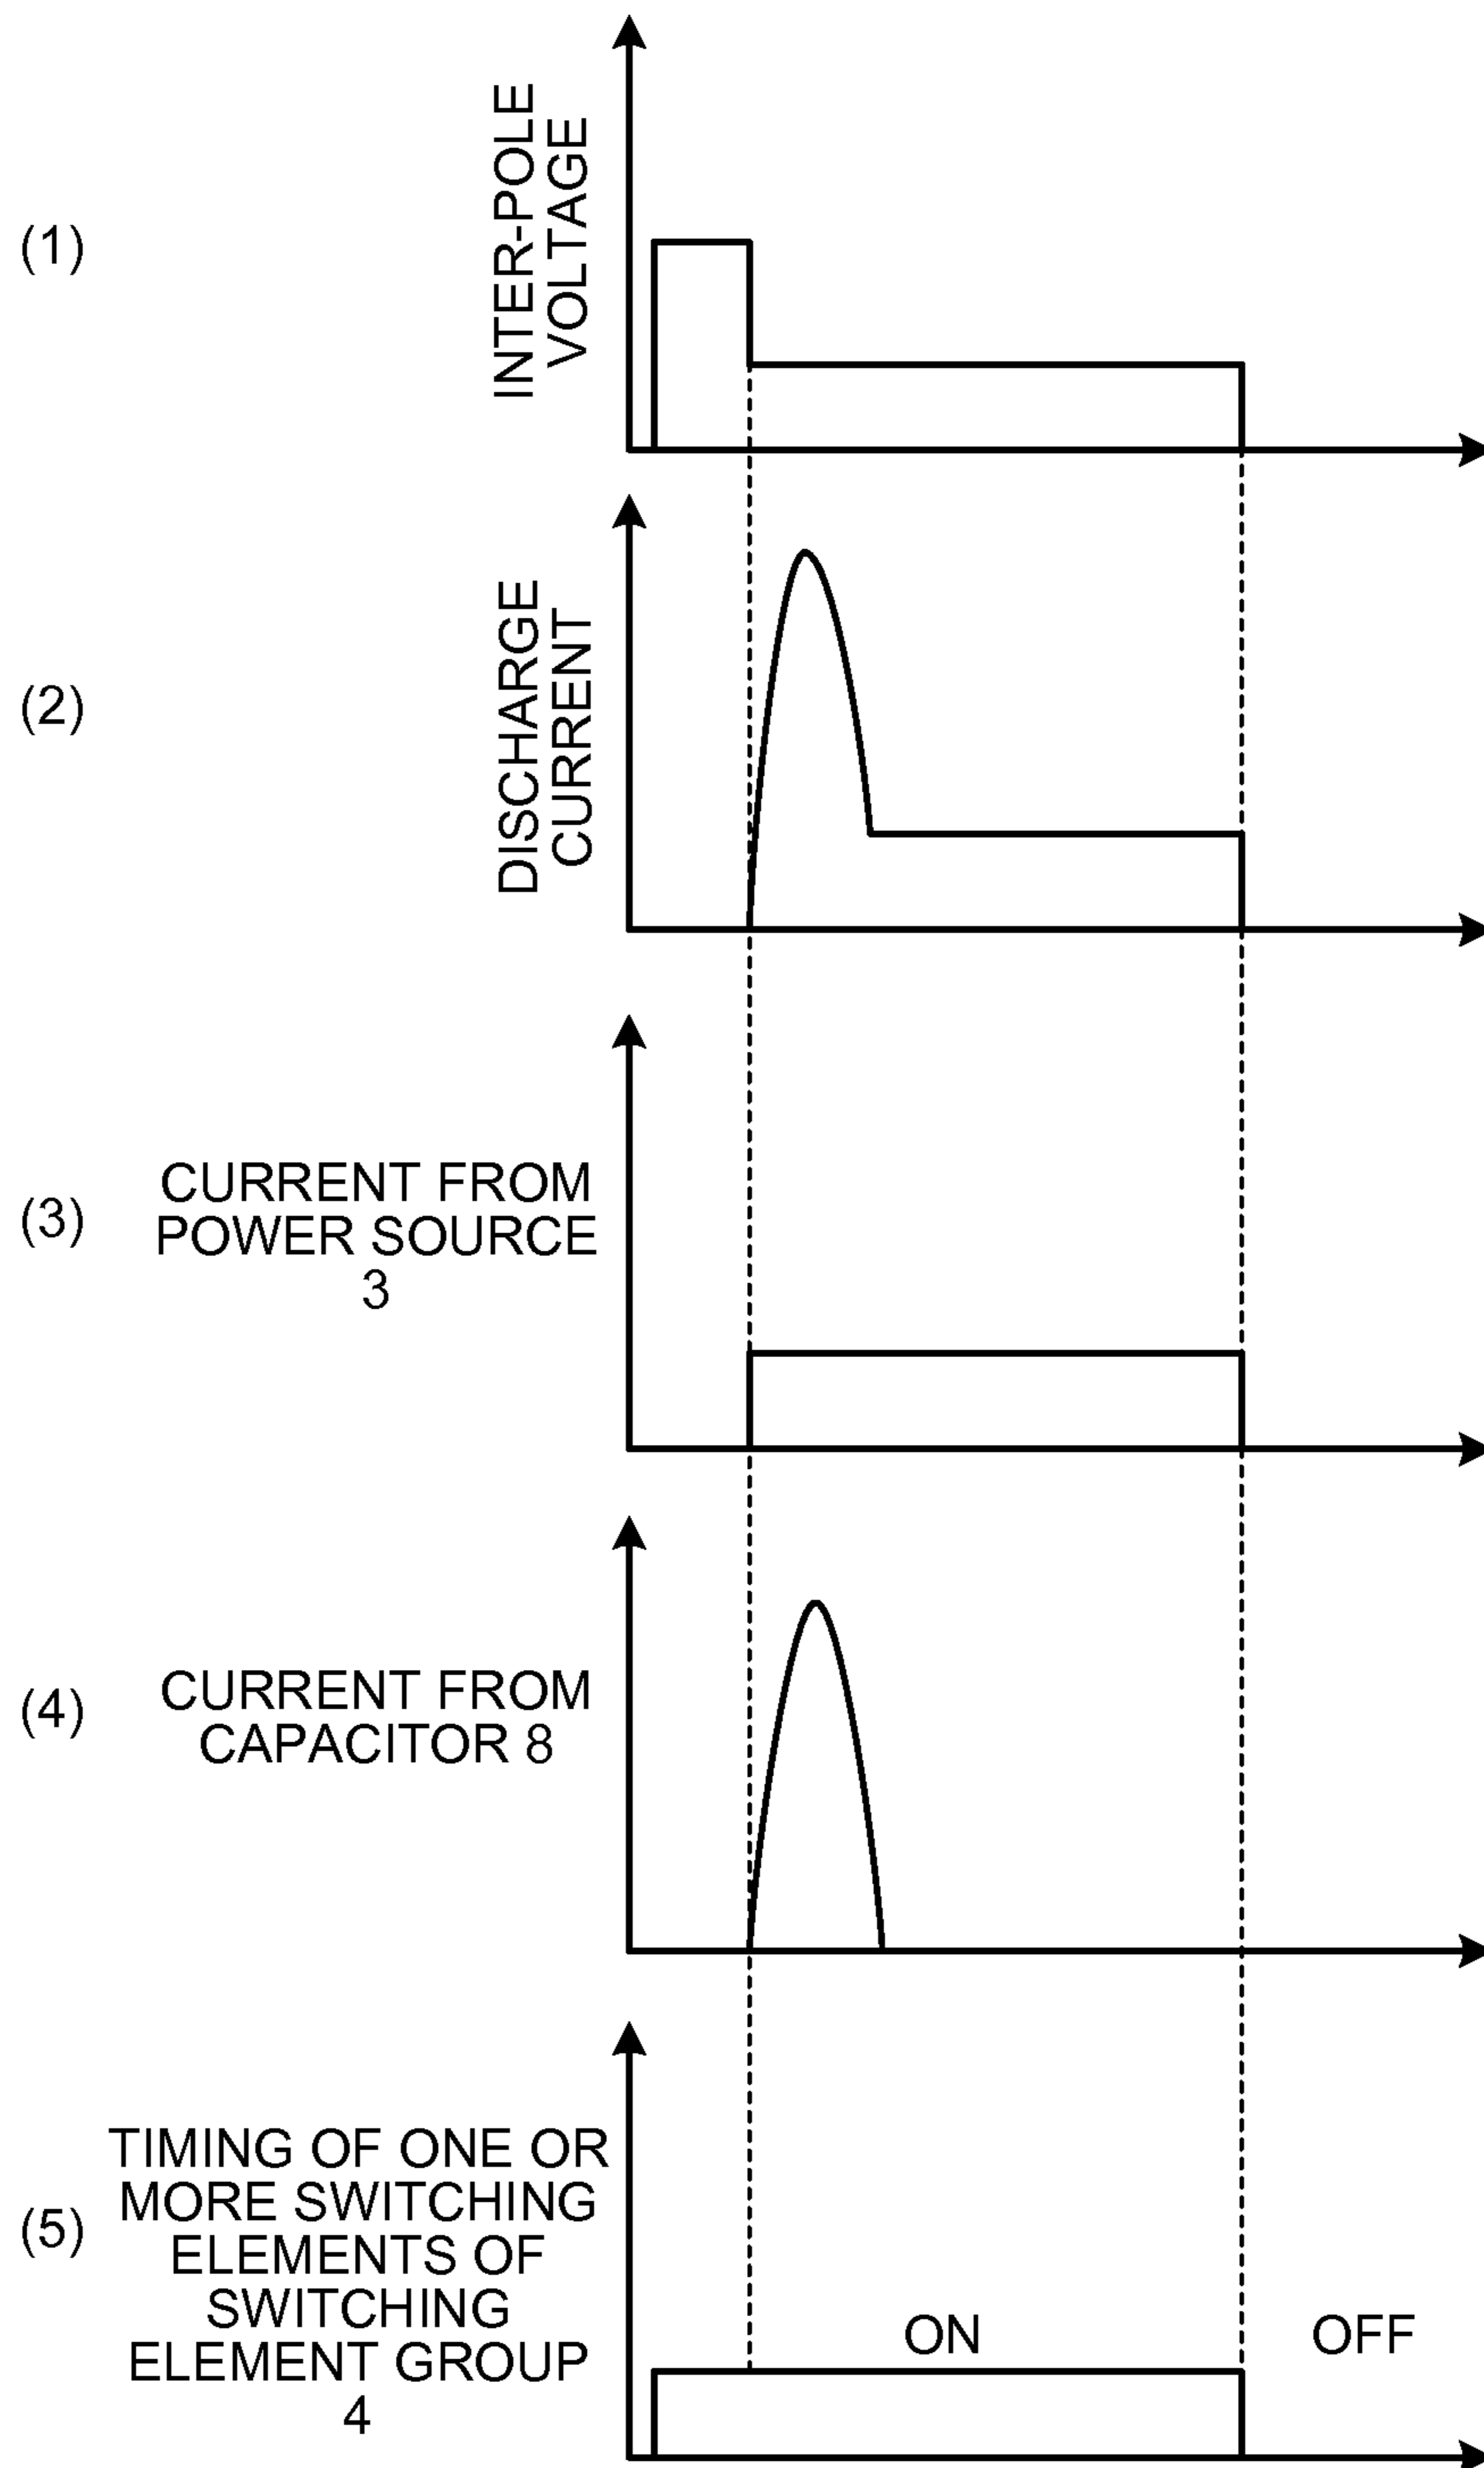 (1)
INTER-POLE
VOLTAGE
(2)
DISCHARGE
CURRENT
(3)
CURRENT FROM
POWER SOURCE
3
(4)
CURRENT FROM
CAPACITOR 8
(5)
TIMING OF ONE OR
MORE SWITCHING
ELEMENTS OF
SWITCHING
ELEMENT GROUP
4
ON
OFF